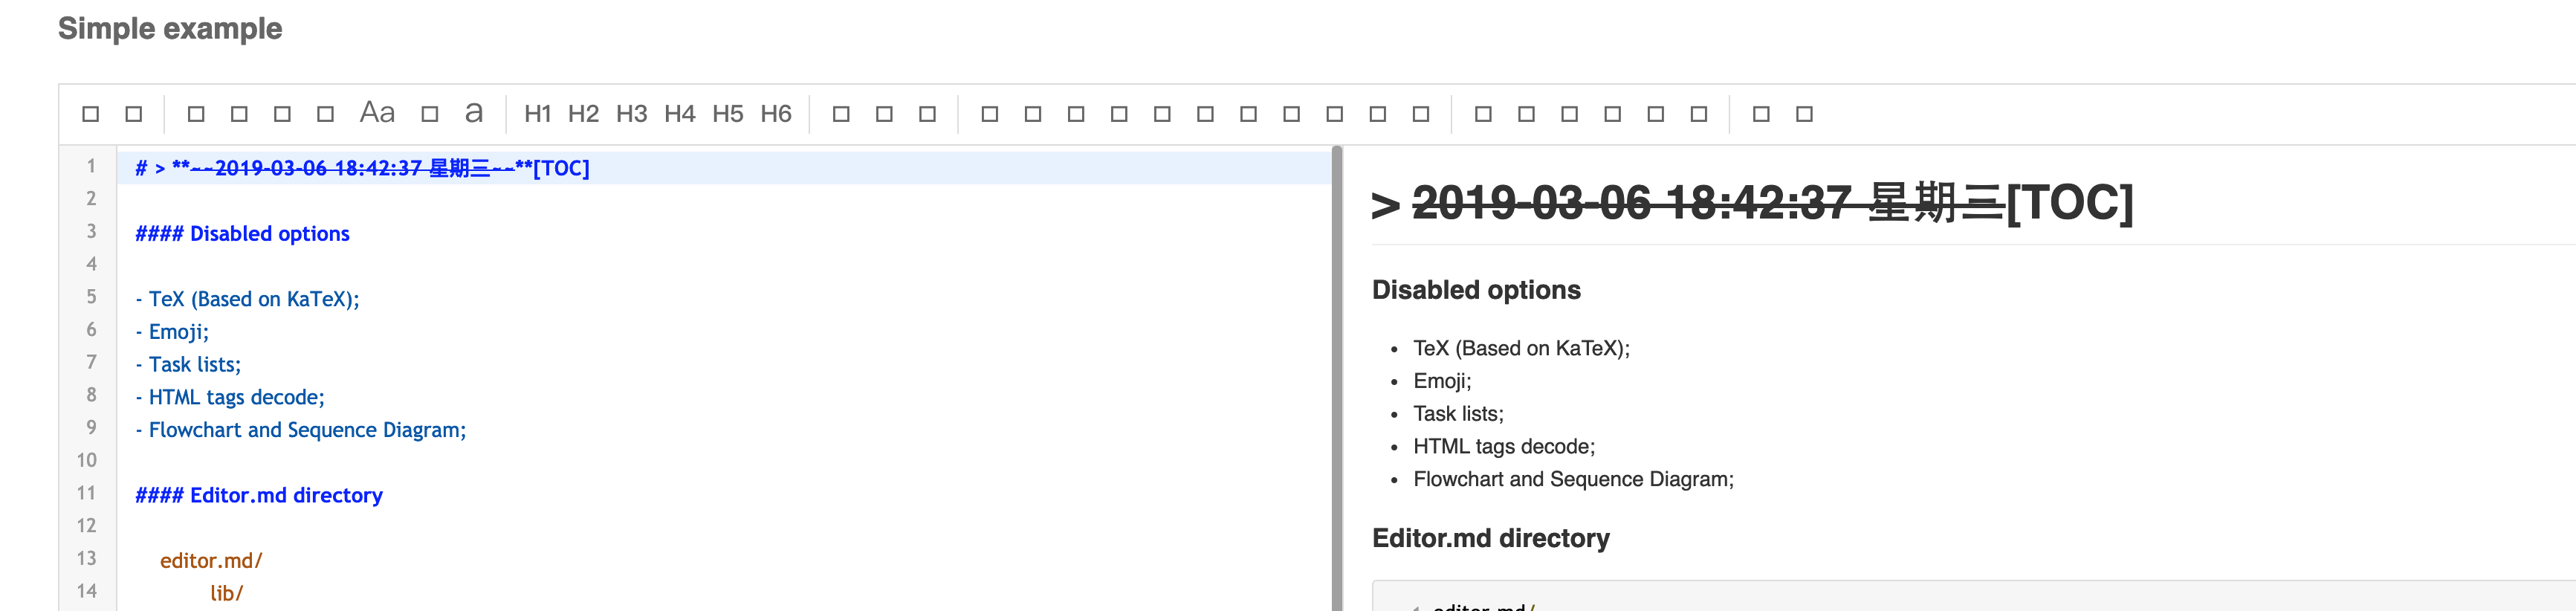 Simple example
Aa a H1 H2 H3 H4 H5 H6
1 # > **~~2019-03-06 18:42:37 星期三~~**[TOC]
2
3 #### Disabled options
4
5 - TeX (Based on KaTeX);
6 - Emoji;
7 - Task lists;
8 - HTML tags decode;
9 - Flowchart and Sequence Diagram;
10
11 #### Editor.md directory
12
13 editor.md/
14 lib/
> 2019-03-06 18:42:37 星期三[TOC]
Disabled options
• TeX (Based on KaTeX);
• Emoji;
• Task lists;
• HTML tags decode;
• Flowchart and Sequence Diagram;
Editor.md directory
editor.md/